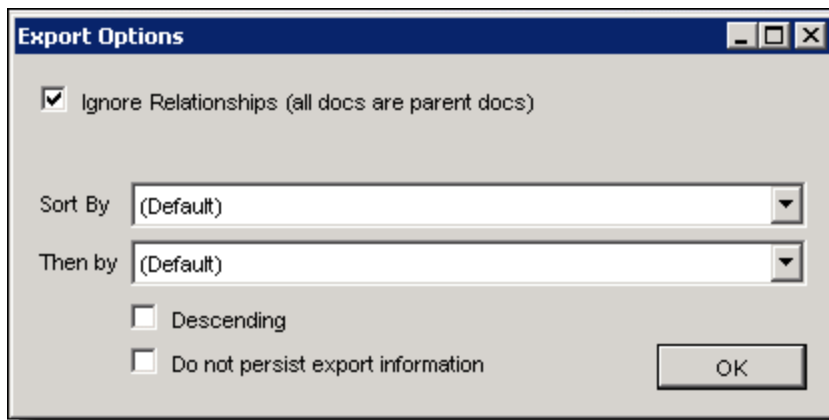 Export Options
Ignore Relationships (all docs are parent docs)
Sort By (Default)
Then by (Default)
Descending
Do not persist export information
OK